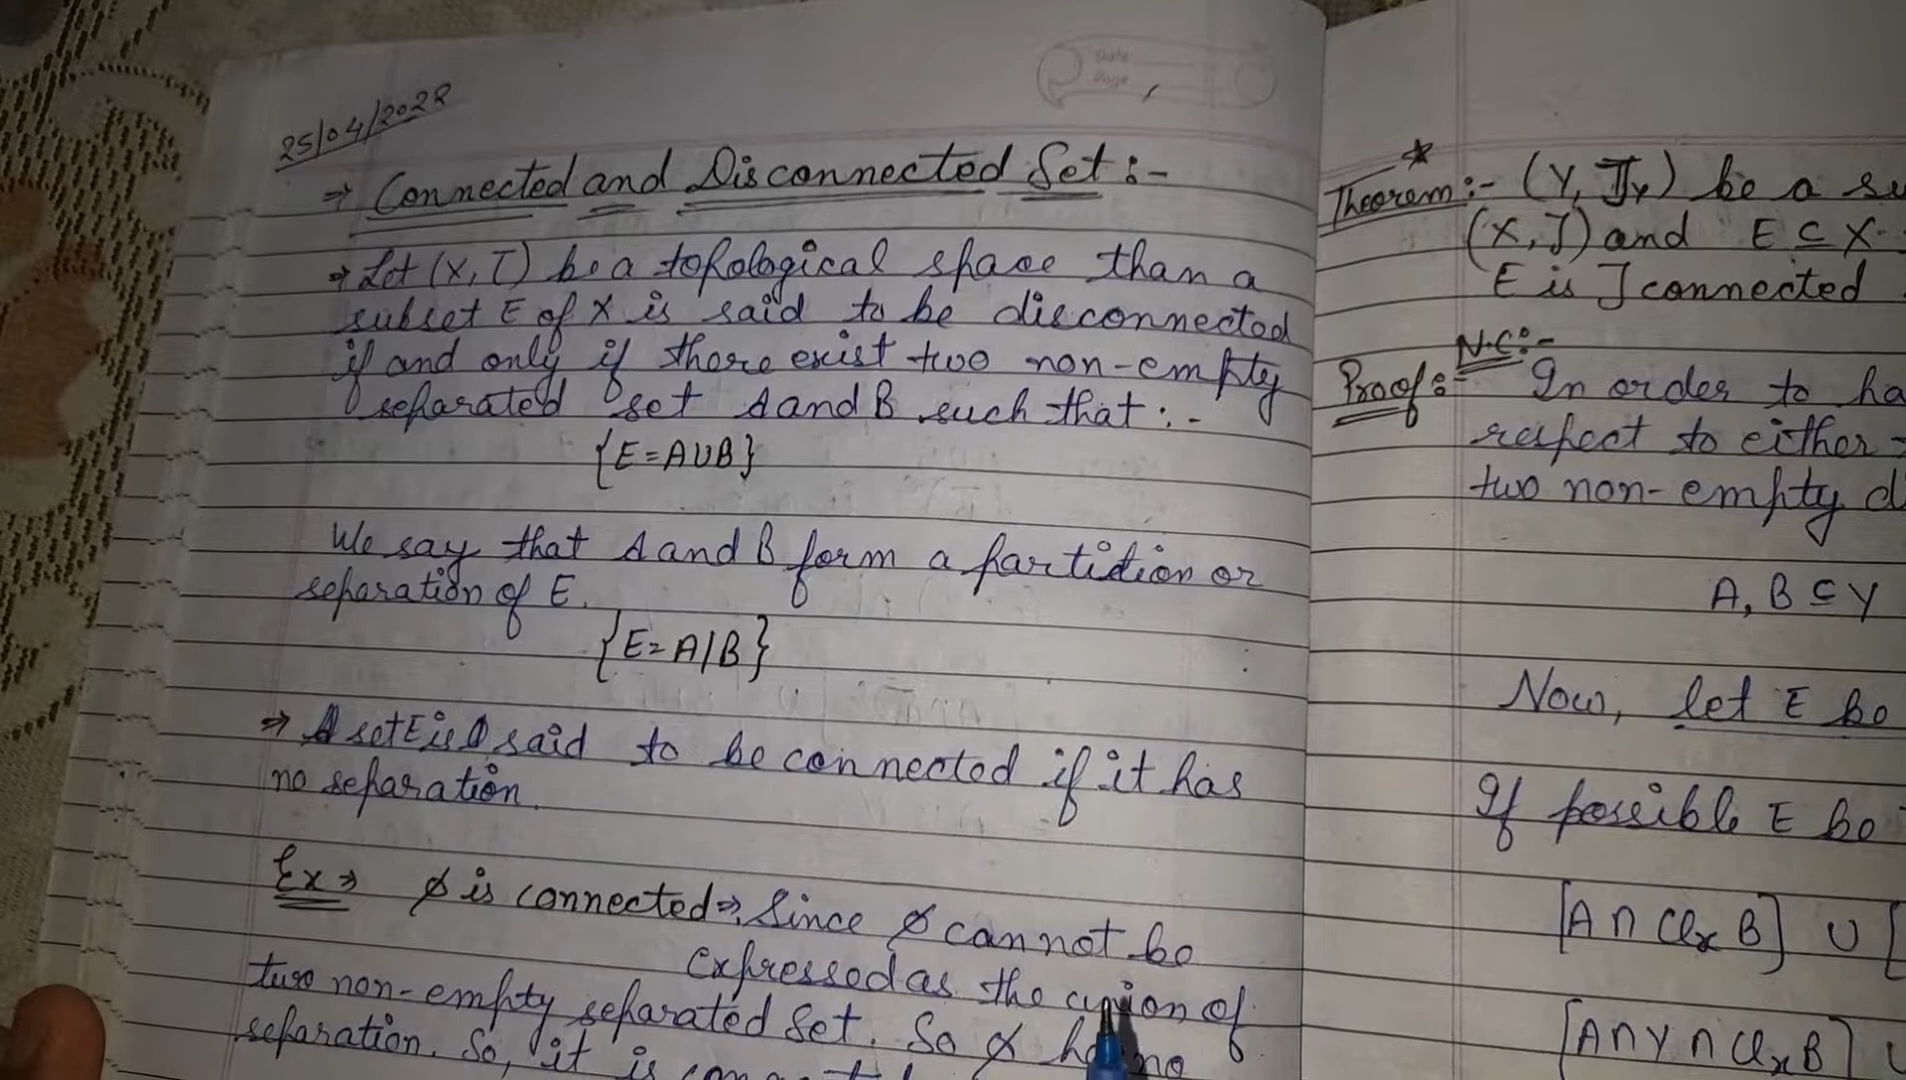 Date
Page
25/04/2022
⇒ Connected and Disconnected Set :-
⇒ Let (X, T) be a topological space than a
subset E of X is said to be disconnected
if and only if there exist two non-empty
separated set A and B such that :-
{E = A∪B}
We say that A and B form a partition or
separation of E.
{E = A/B}
⇒ A set E is said to be connected if it has
no separation.
Ex ⇒ ϕ is connected ⇒, Since ϕ cannot be
expressed as the union of
two non-empty separated set. So ϕ has no
separation. So, it is
Theorem :- (Y, J_Y) be a
(X, J) and E ⊆ X
E is J connected
N.C :-
Proof :- In order to
respect to either
two non-empty
A, B ⊆ Y
Now, let E be
If possible E be
[A ∩ Cl_x B] ∪ [
[A ∩ Y ∩ Cl_x B] ∪